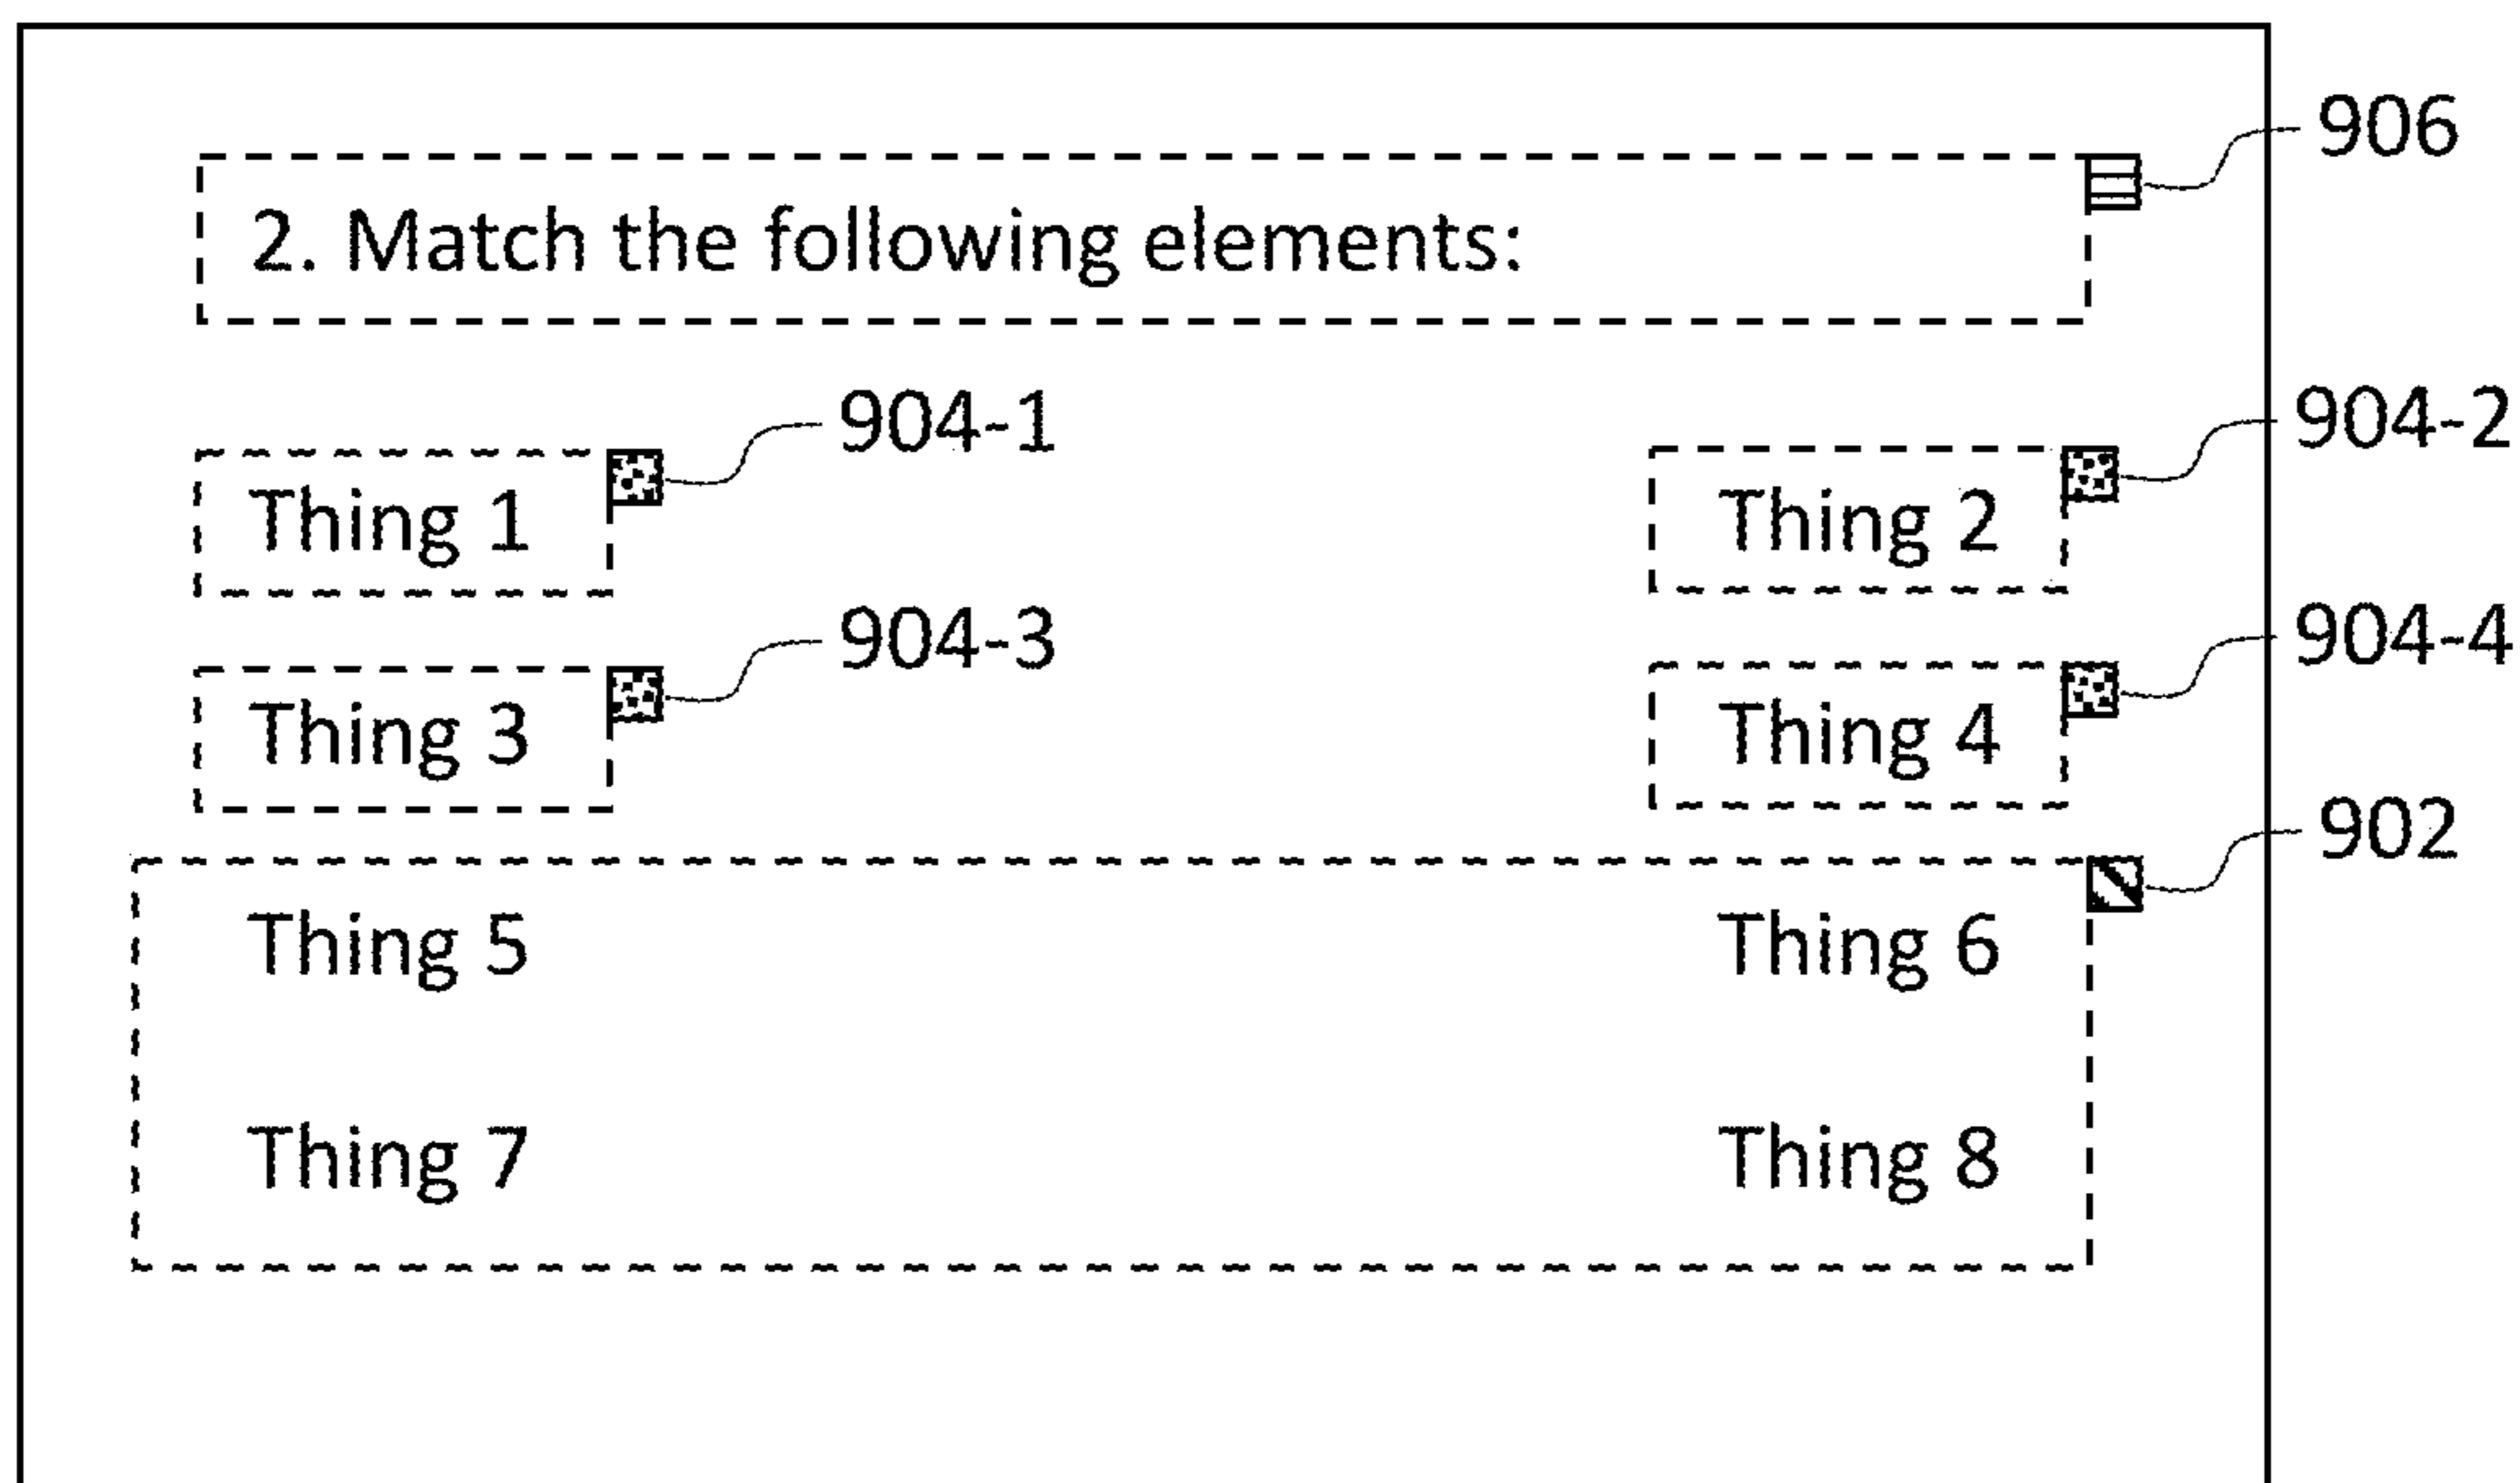 906
2. Match the following elements:
904-1 904-2
Thing 1 Thing 2
904-3 904-4
Thing 3 Thing 4
902
Thing 5 Thing 6
Thing 7 Thing 8